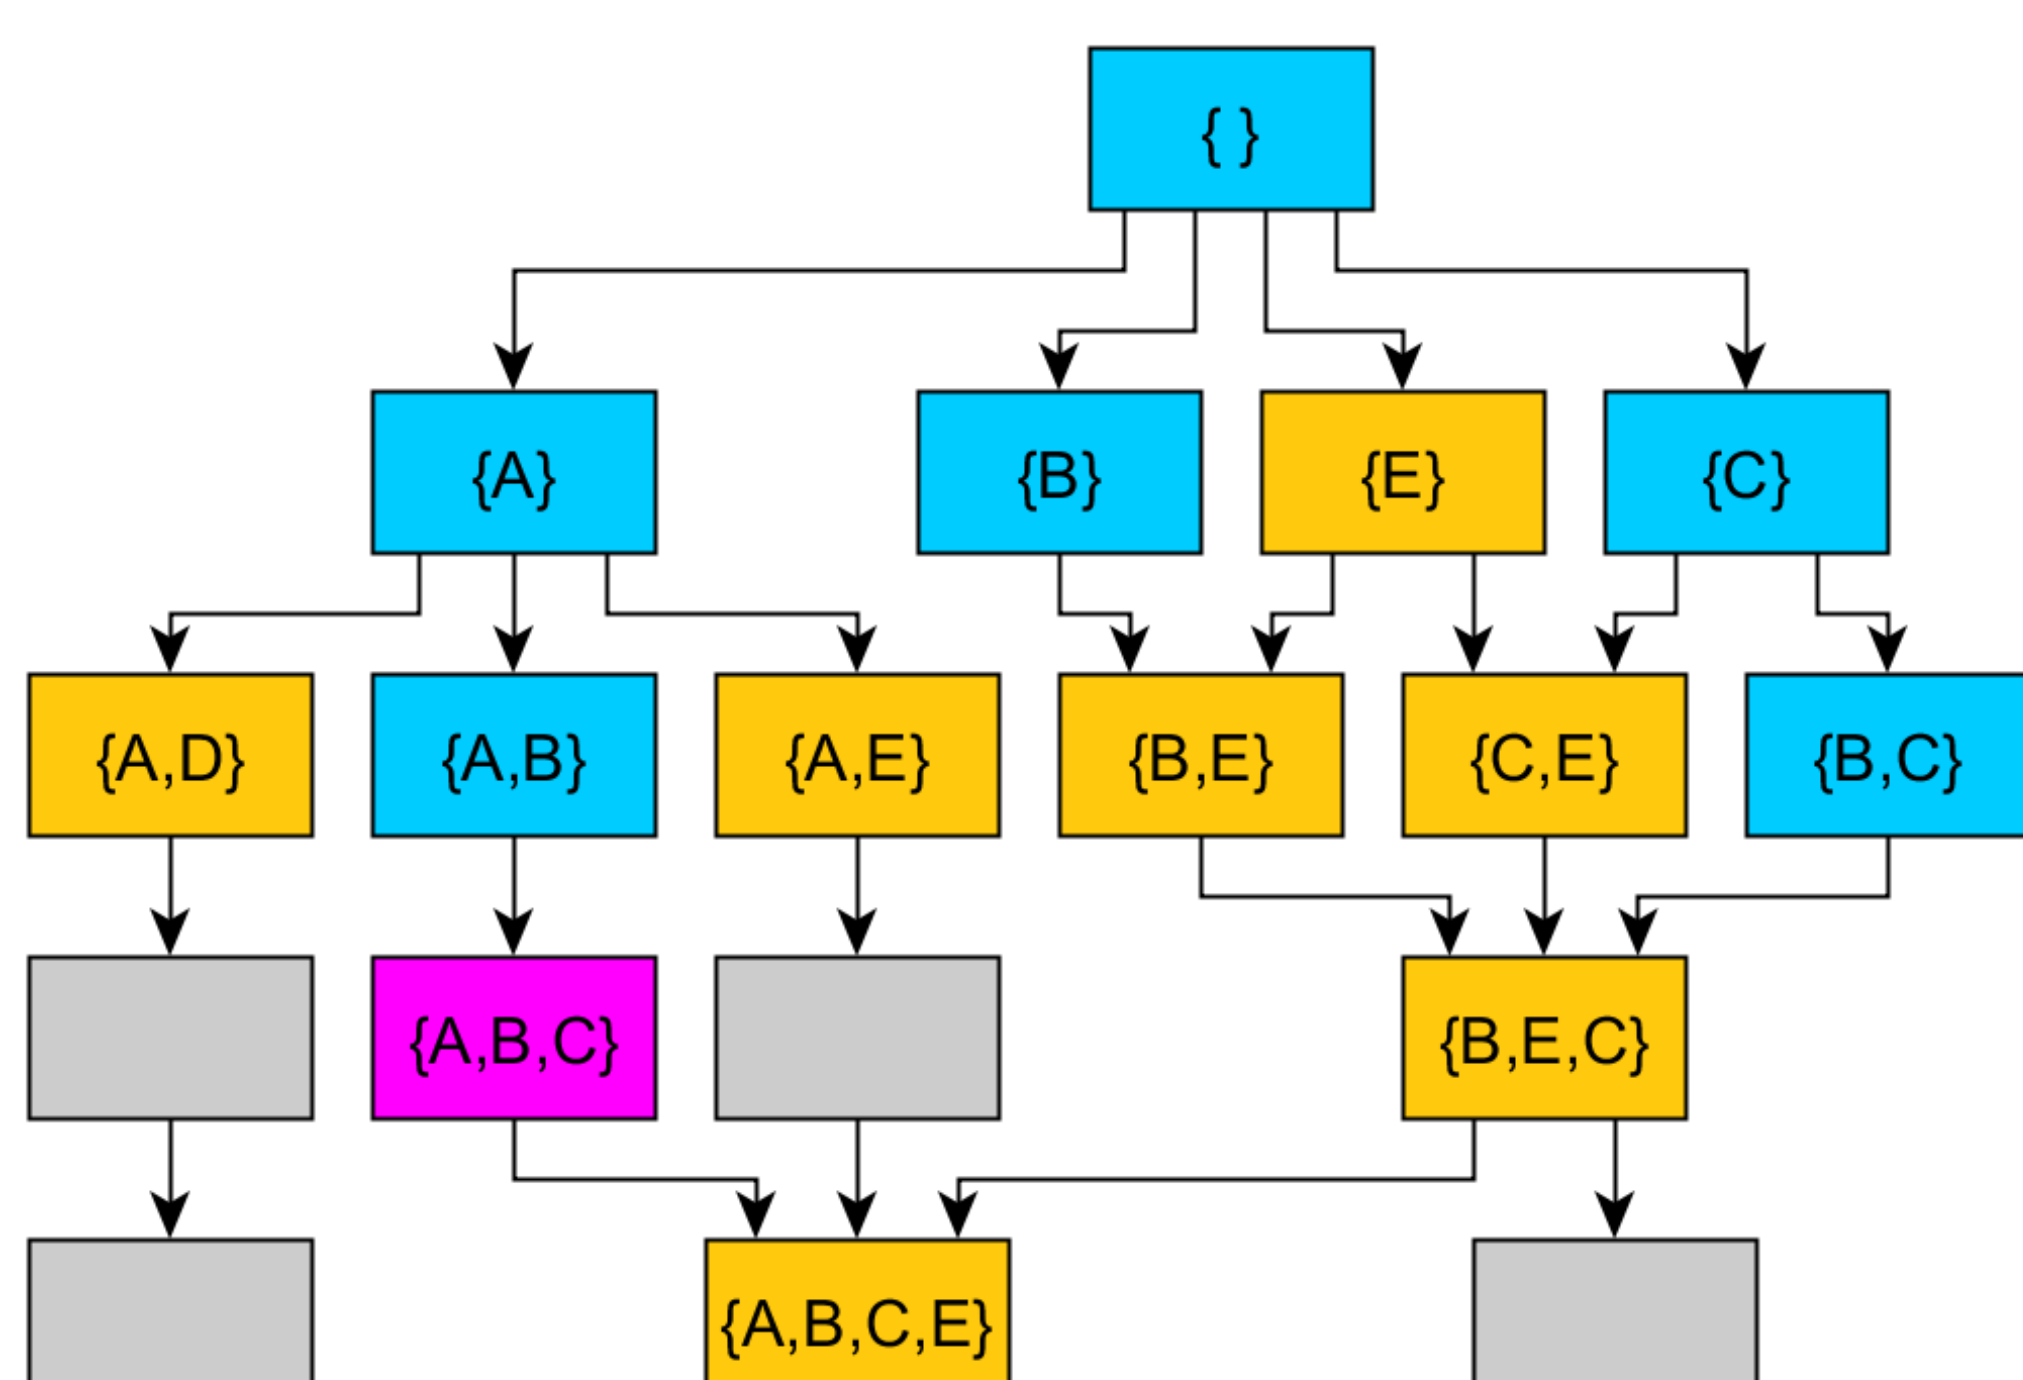 { }
{A}
{B}
{E}
{C}
{A,D}
{A,B}
{A,E}
{B,E}
{C,E}
{B,C}
{A,B,C}
{B,E,C}
{A,B,C,E}